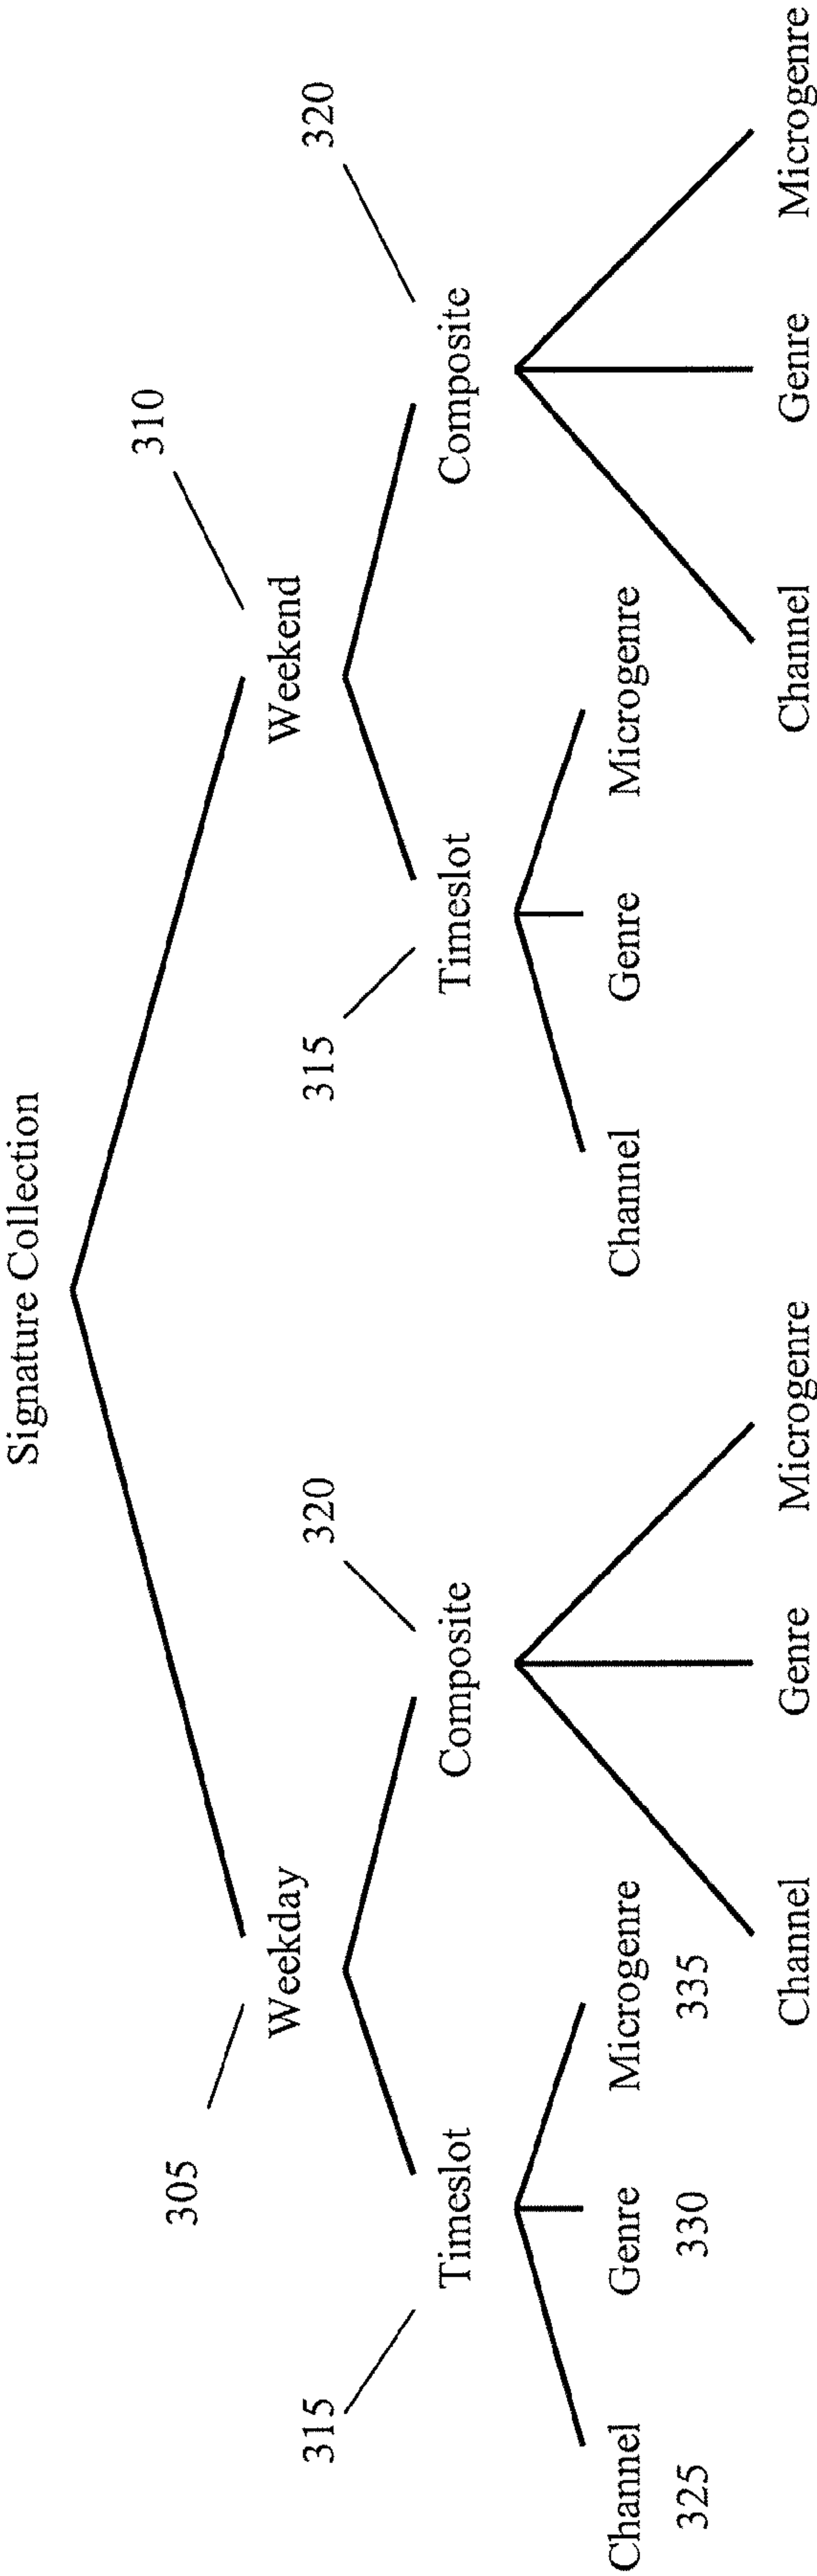 Signature Collection
305
310
Weekday
Weekend
315
320
315
320
Timeslot
Composite
Timeslot
Composite
Channel
Genre
Microgenre
Channel
Genre
Microgenre
325
330
335
Channel
Genre
Microgenre
Channel
Genre
Microgenre